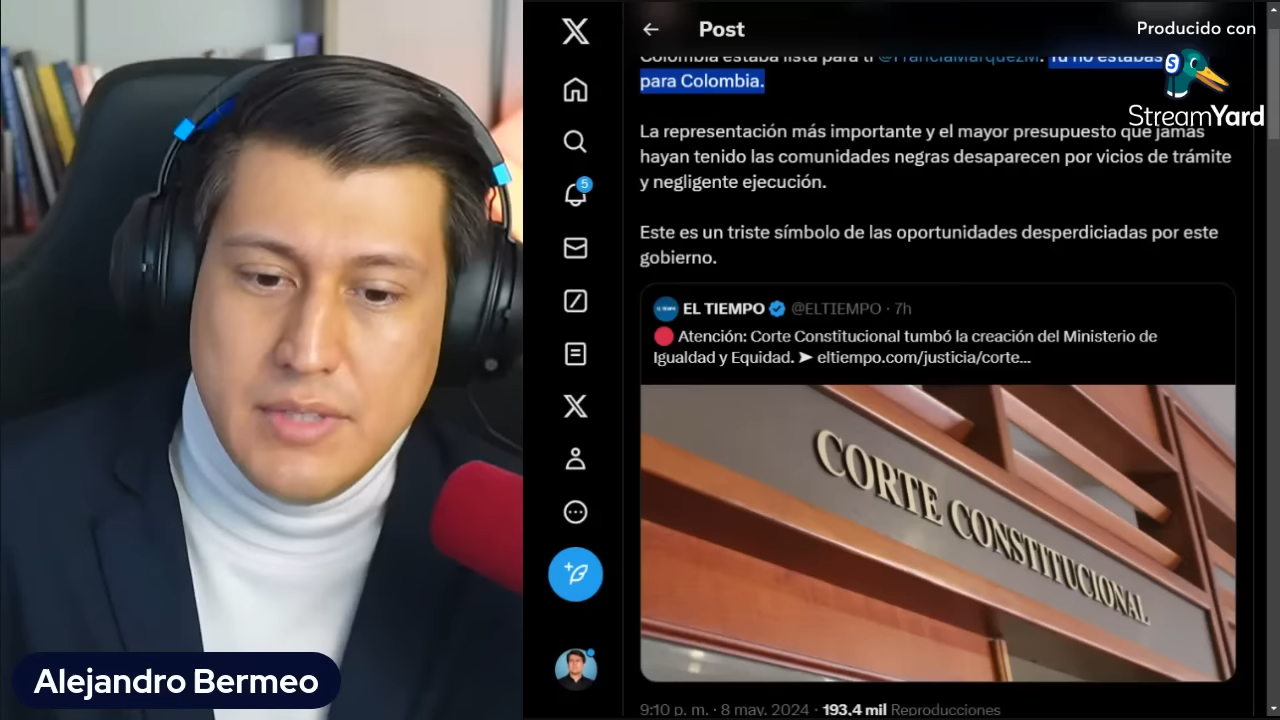 Post
Producido con
StreamYard
Colombia estaba lista para ti @FranciaMarquezM. Tú no estabas
para Colombia.
La representación más importante y el mayor presupuesto que jamás
hayan tenido las comunidades negras desaparecen por vicios de trámite
y negligente ejecución.
Este es un triste símbolo de las oportunidades desperdiciadas por este
gobierno.
EL TIEMPO @ELTIEMPO · 7h
Atención: Corte Constitucional tumbó la creación del Ministerio de
Igualdad y Equidad. ➤ eltiempo.com/justicia/corte...
CORTE CONSTITUCIONAL
9:10 p. m. · 8 may. 2024 · 193,4 mil Reproducciones
5
Alejandro Bermeo